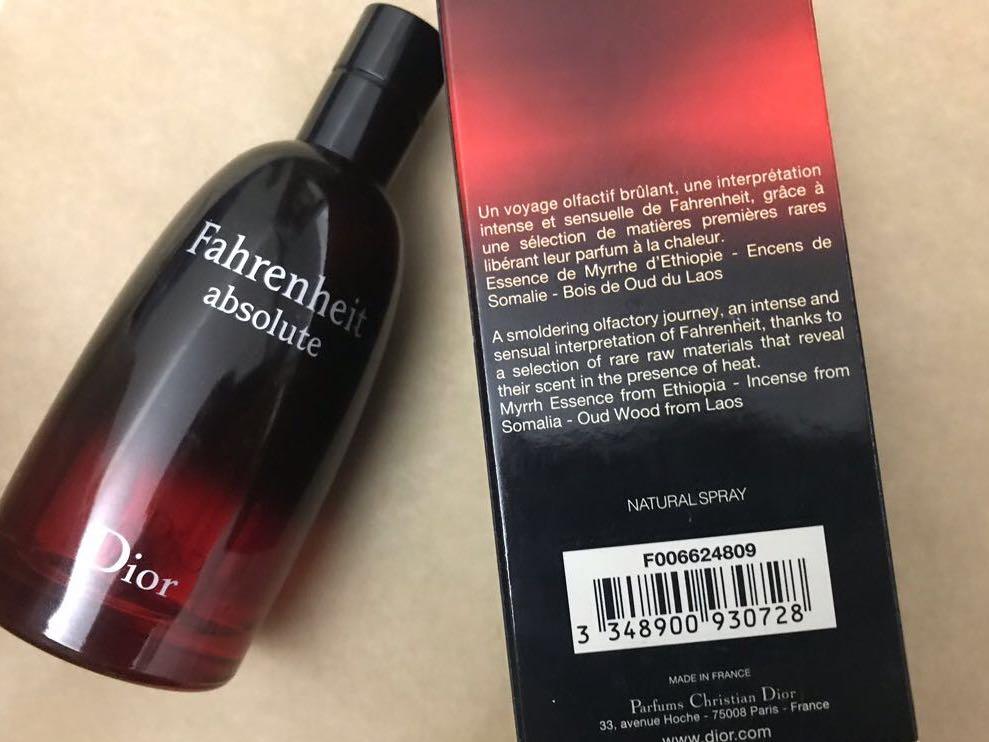 Fahrenheit
absolute
Dior
Un voyage olfactif brûlant, une interprétation
intense et sensuelle de Fahrenheit, grâce à
une sélection de matières premières rares
libérant leur parfum à la chaleur.
Essence de Myrrhe d'Ethiopie - Encens de
Somalie - Bois de Oud du Laos
A smoldering olfactory journey, an intense and
sensual interpretation of Fahrenheit, thanks to
a selection of rare raw materials that reveal
their scent in the presence of heat.
Myrrh Essence from Ethiopia - Incense from
Somalia - Oud Wood from Laos
NATURAL SPRAY
F006624809
3 348900 930728
MADE IN FRANCE
Parfums Christian Dior
33, avenue Hoche - 75008 Paris - France
www.dior.com